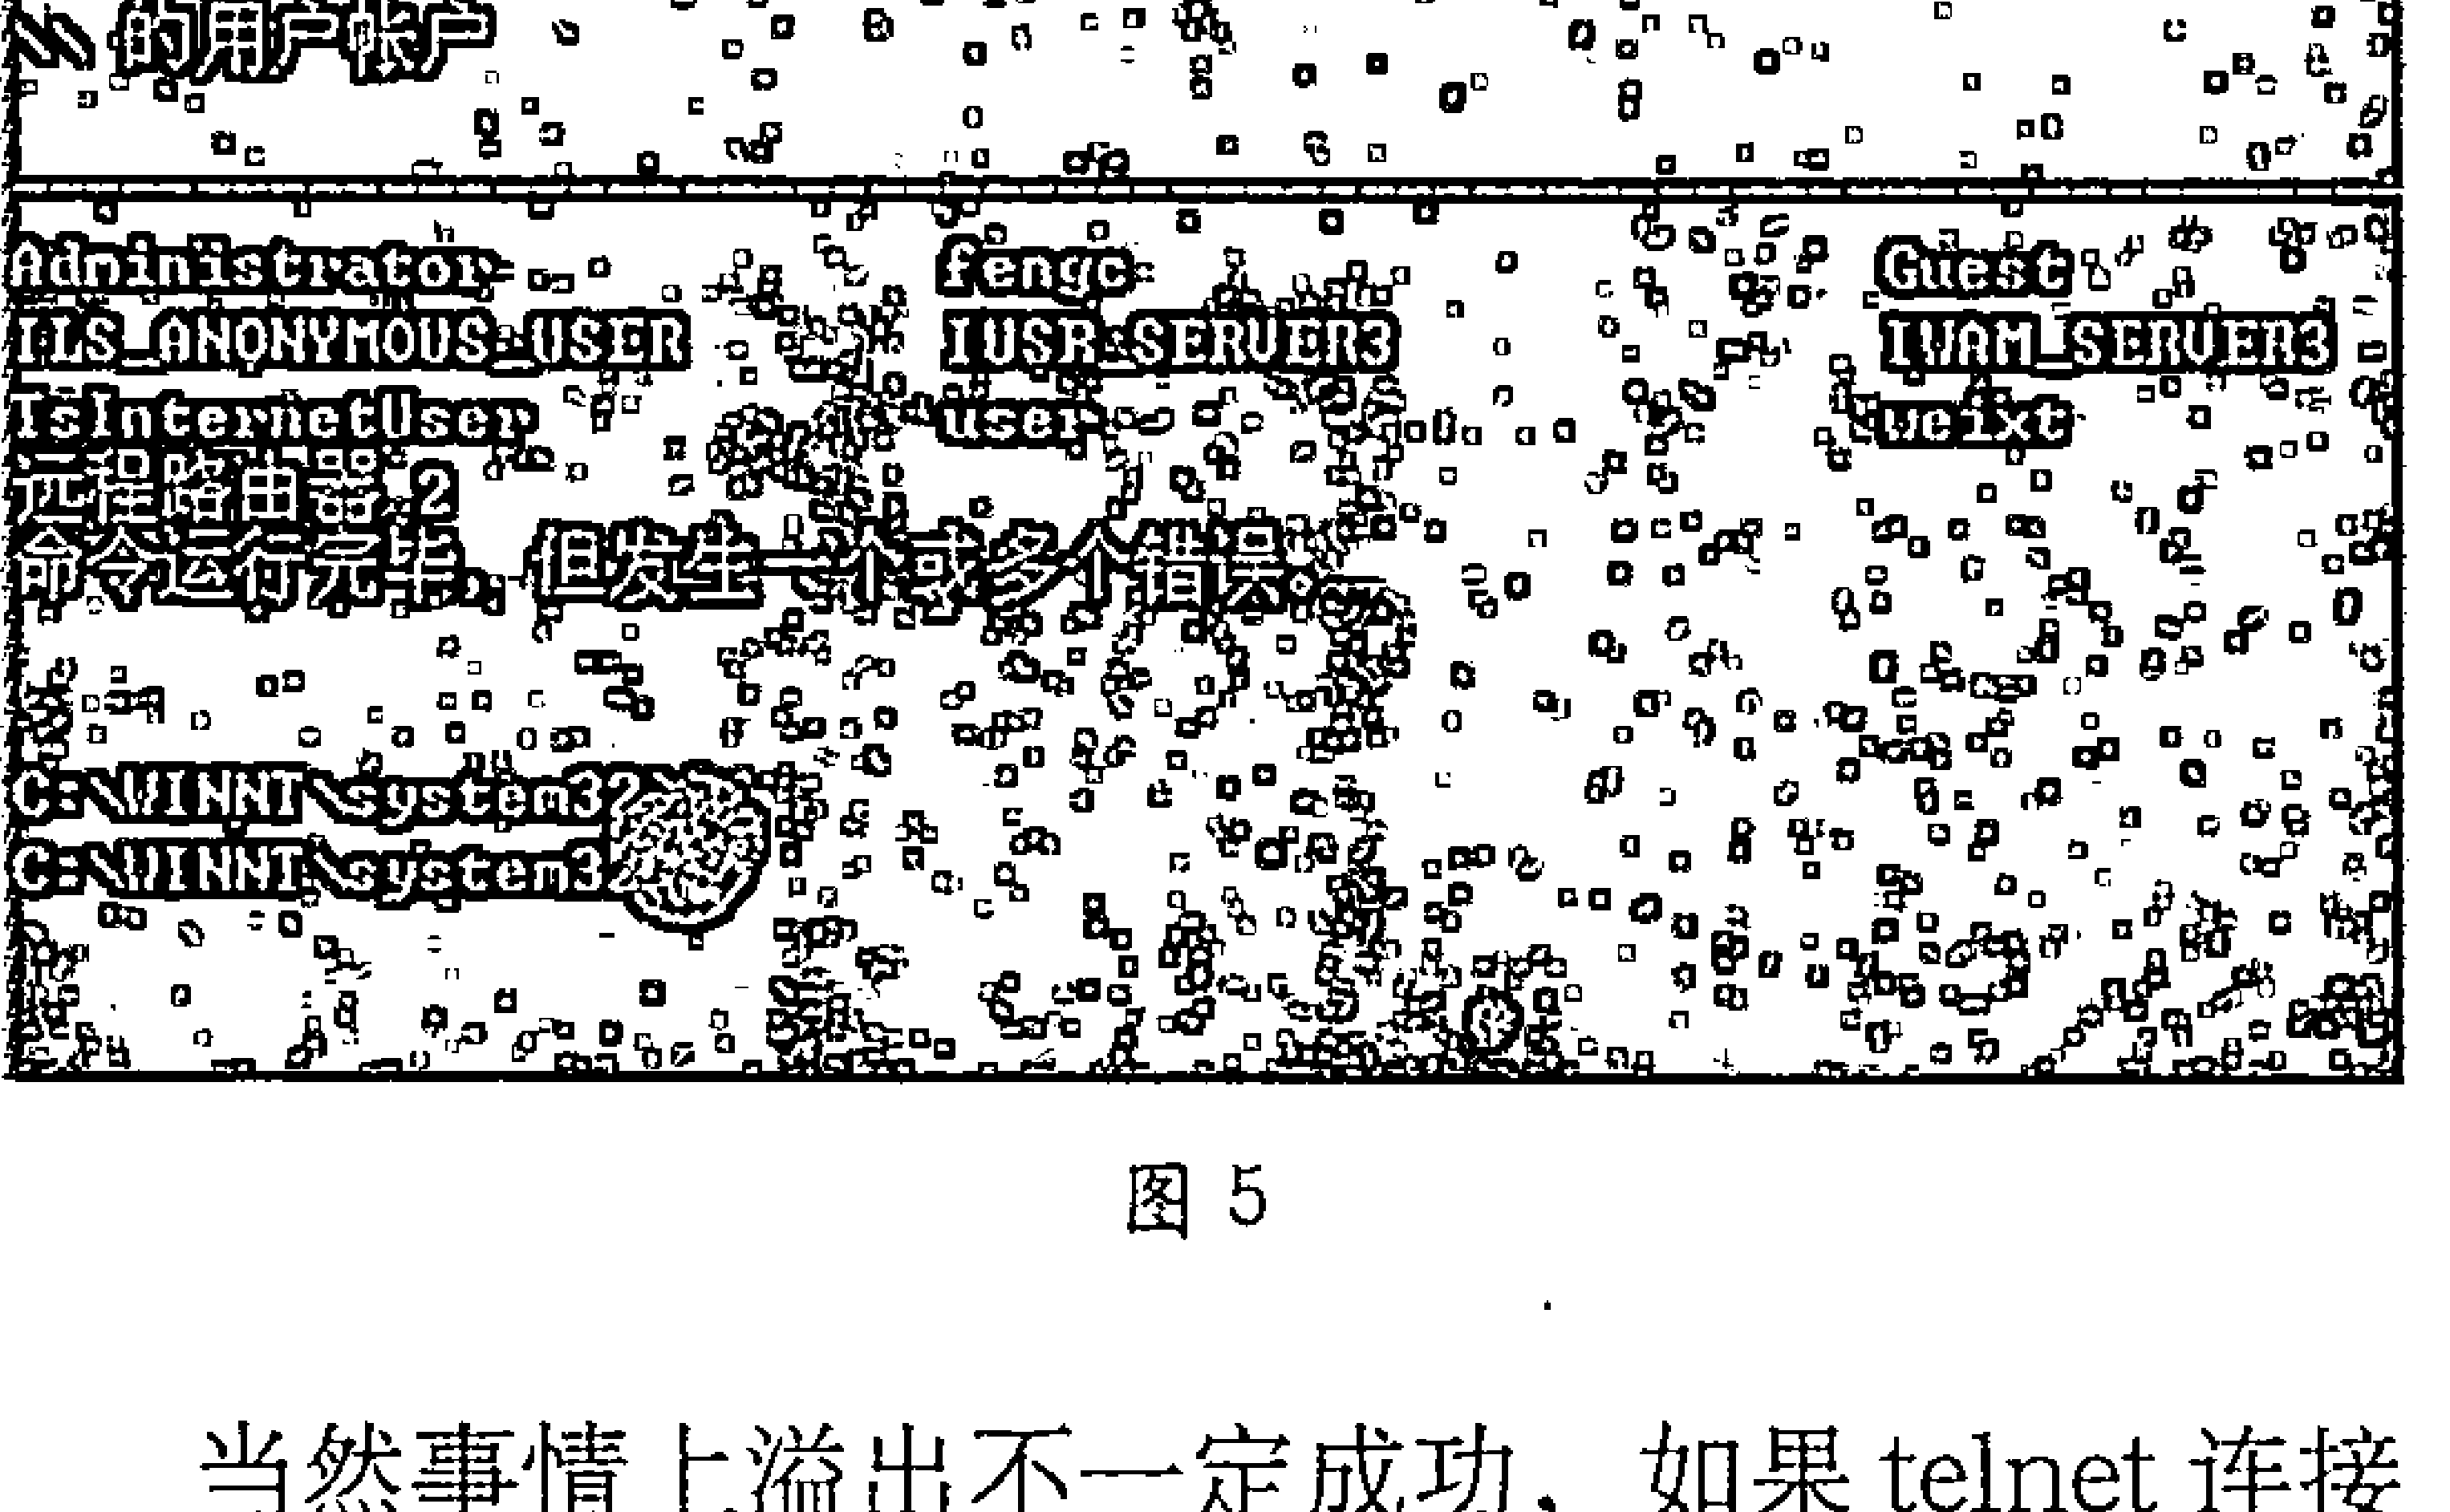 \\ 的用户帐户
Administrator fengc Guest
ILS_ANONYMOUS_USER IUSR_SERVER3 IWAM_SERVER3
TsInternetUser user weixt
路由器 2
命令运行完毕，但发生一个或多个错误。
C:\WINNT\system32
C:\WINNT\system32
图 5
当然事情上溢出不一定成功，如果 telnet 连接